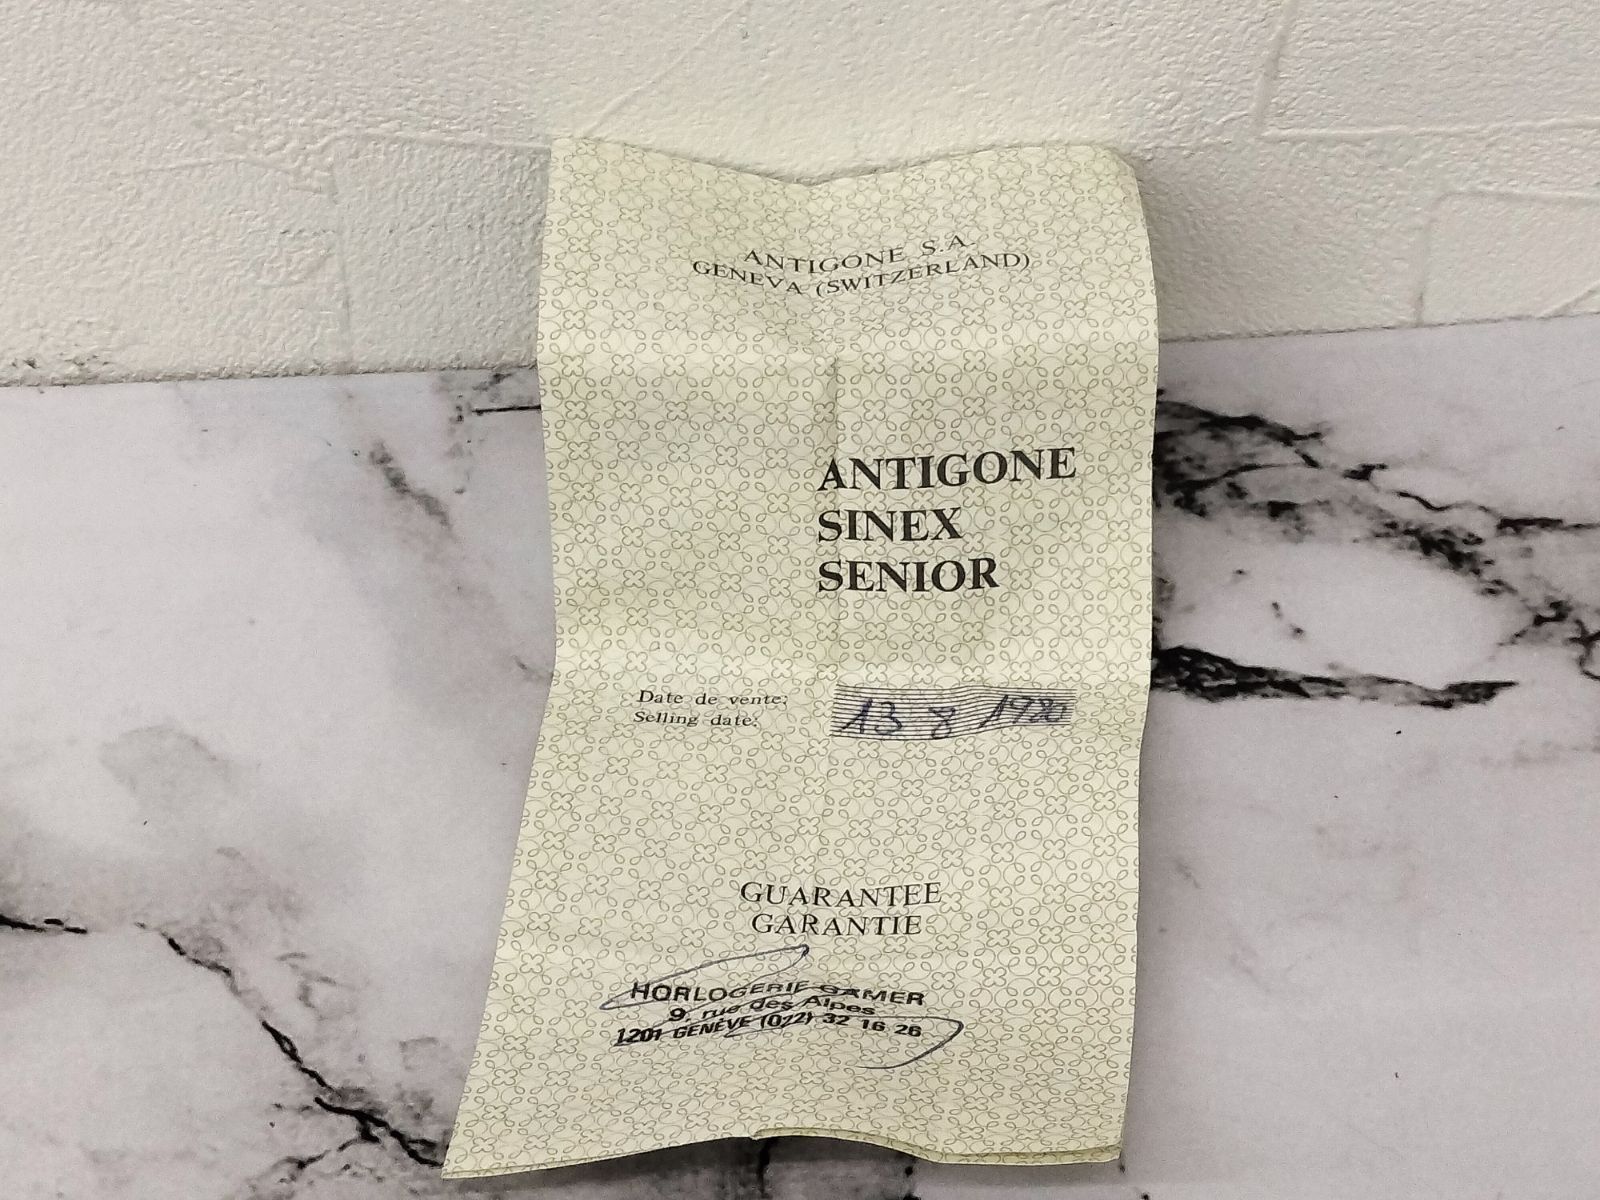 ANTIGONE S.A.
GENEVA (SWITZERLAND)
ANTIGONE
SINEX
SENIOR
Date de vente:
Selling date:
13 8 1980
GUARANTEE
GARANTIE
HORLOGERIE GAMER
9, rue des Alpes
1201 GENÈVE (022) 32 16 26